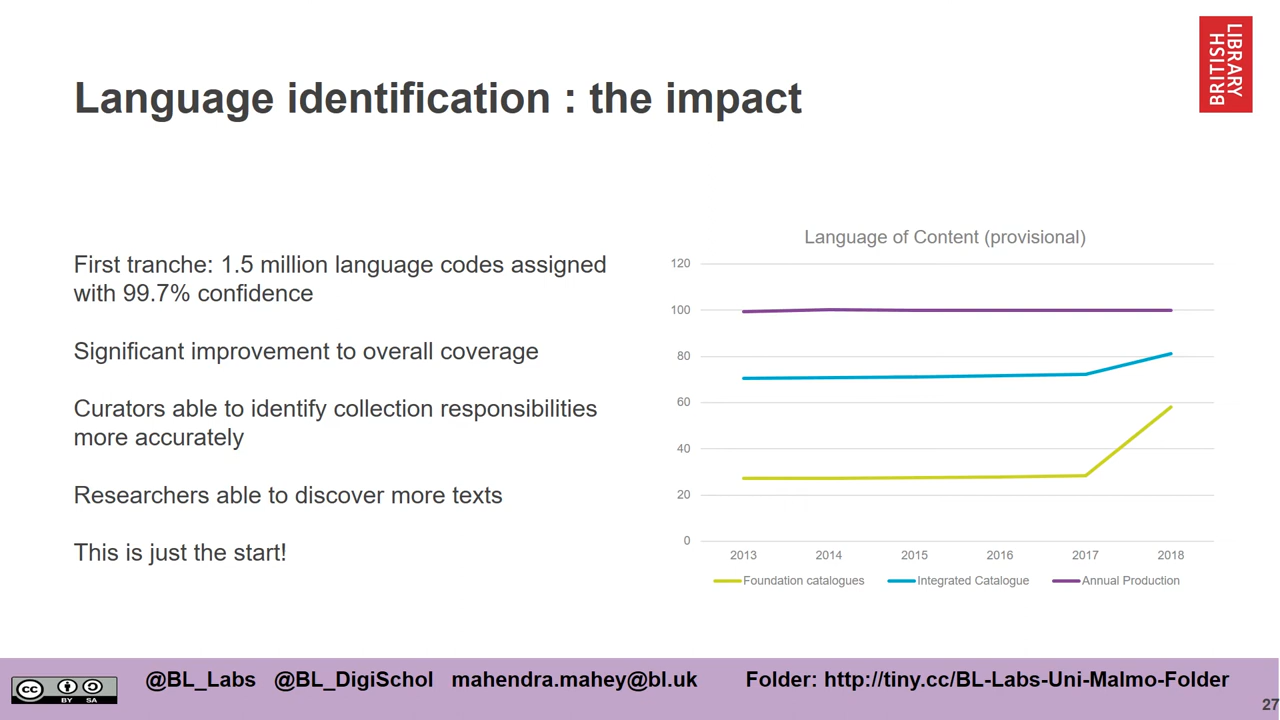 LIBRARY
BRITISH
Language identification : the impact
First tranche: 1.5 million language codes assigned
with 99.7% confidence
Significant improvement to overall coverage
Curators able to identify collection responsibilities
more accurately
Researchers able to discover more texts
This is just the start!
Language of Content (provisional)
120
100
80
60
40
20
0
2013 2014 2015 2016 2017 2018
Foundation catalogues Integrated Catalogue Annual Production
cc BY SA
@BL_Labs @BL_DigiSchol mahendra.mahey@bl.uk Folder: http://tiny.cc/BL-Labs-Uni-Malmo-Folder
27